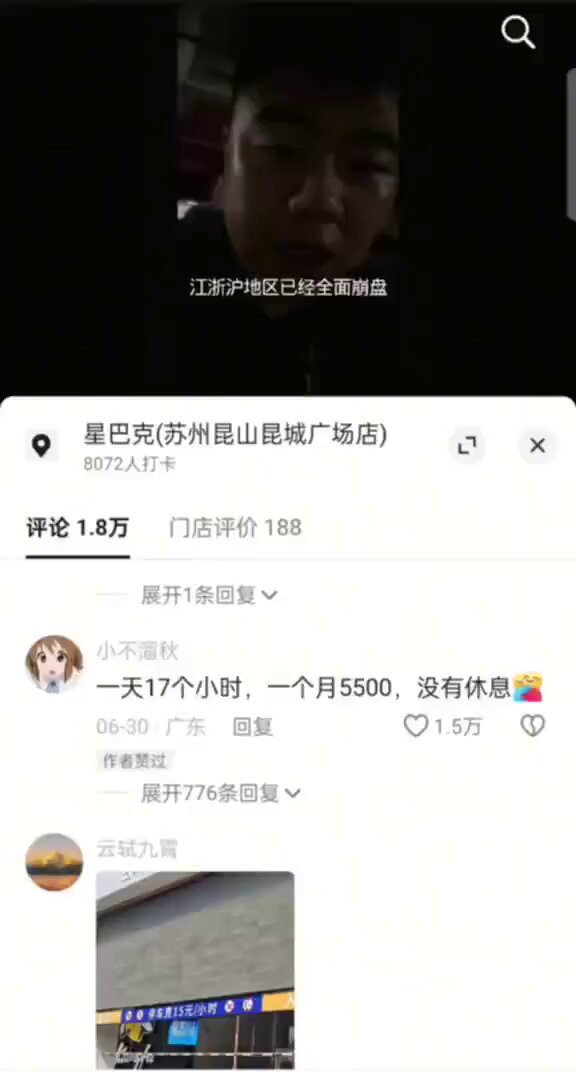 江浙沪地区已经全面崩盘
星巴克(苏州昆山昆城广场店)
8072人打卡
评论 1.8万
门店评价 188
展开1条回复
小不溜秋
一天17个小时，一个月5500，没有休息
06-30 · 广东
回复
1.5万
作者赞过
展开776条回复
云轼九霄
停车费15元/小时